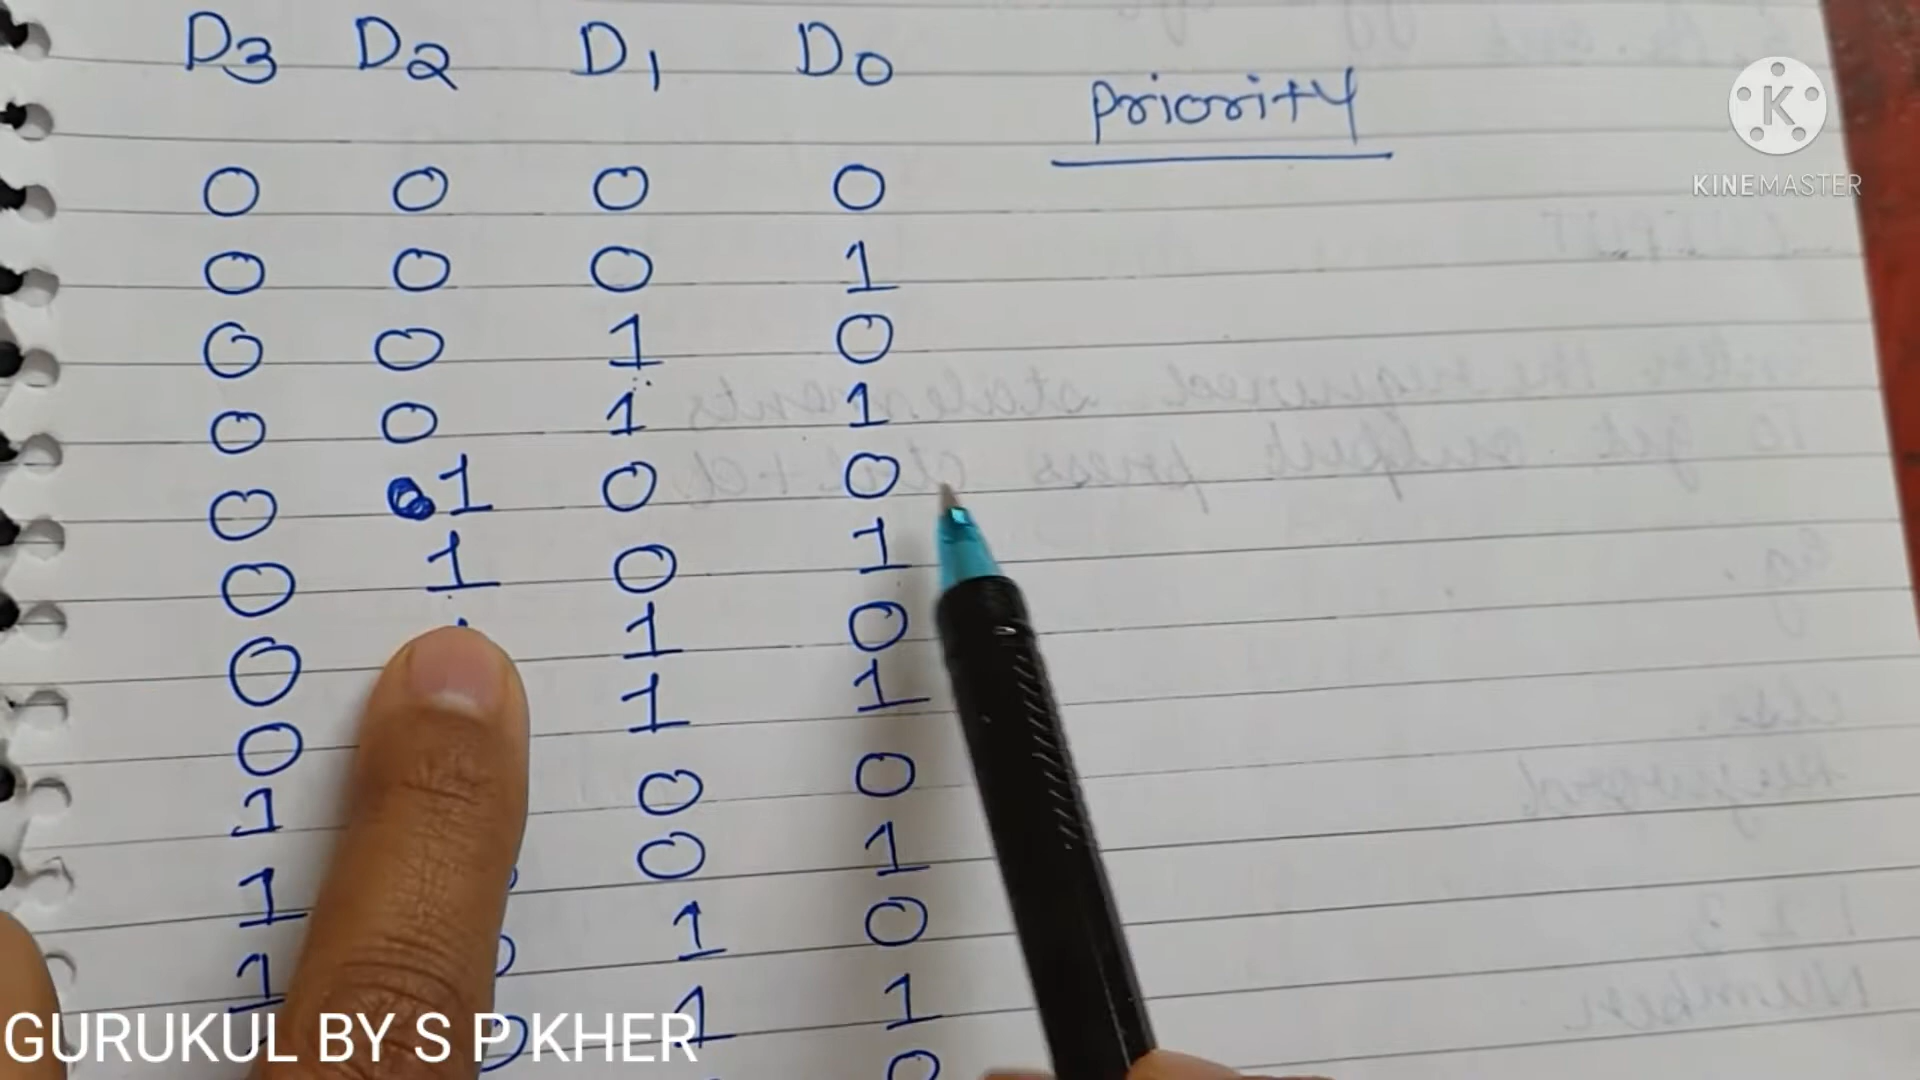 D3 D2 D1 D0
Priority
KINEMASTER
0 0 0 0
0 0 0 1
0 0 1 0
0 0 1 1
0 1 0 0
0 1 0 1
0 1 0
0 1 1
1 0 0
1 0 1
1 1 0
1 1
0
GURUKUL BY S P KHER